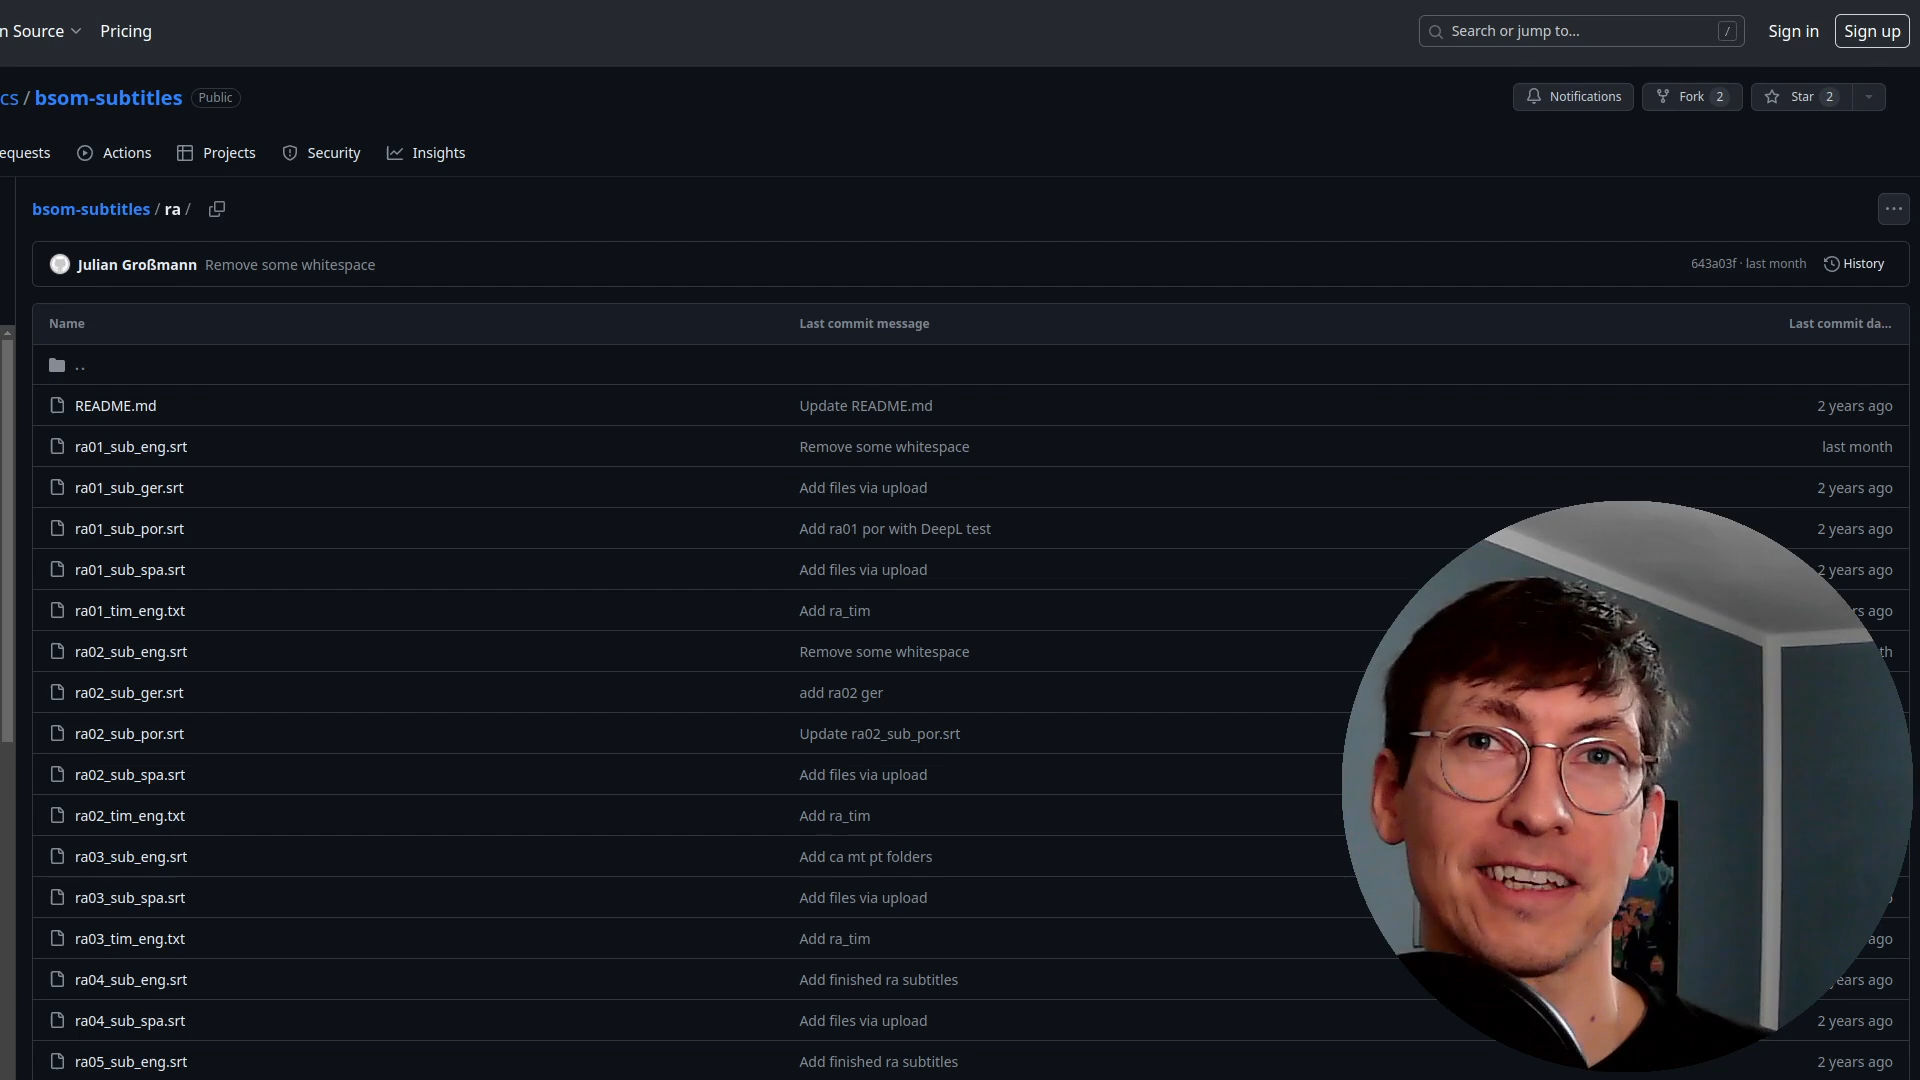 n Source Pricing Search or jump to... / Sign in Sign up
cs / bsom-subtitles Public Notifications Fork 2 Star 2
equests Actions Projects Security Insights
bsom-subtitles / ra /
Julian Großmann Remove some whitespace 643a03f · last month History
Name Last commit message Last commit da...
..
README.md Update README.md 2 years ago
ra01_sub_eng.srt Remove some whitespace last month
ra01_sub_ger.srt Add files via upload 2 years ago
ra01_sub_por.srt Add ra01 por with DeepL test 2 years ago
ra01_sub_spa.srt Add files via upload 2 years ago
ra01_tim_eng.txt Add ra_tim rs ago
ra02_sub_eng.srt Remove some whitespace th
ra02_sub_ger.srt add ra02 ger
ra02_sub_por.srt Update ra02_sub_por.srt
ra02_sub_spa.srt Add files via upload
ra02_tim_eng.txt Add ra_tim
ra03_sub_eng.srt Add ca mt pt folders
ra03_sub_spa.srt Add files via upload
ra03_tim_eng.txt Add ra_tim ago
ra04_sub_eng.srt Add finished ra subtitles ears ago
ra04_sub_spa.srt Add files via upload 2 years ago
ra05_sub_eng.srt Add finished ra subtitles 2 years ago